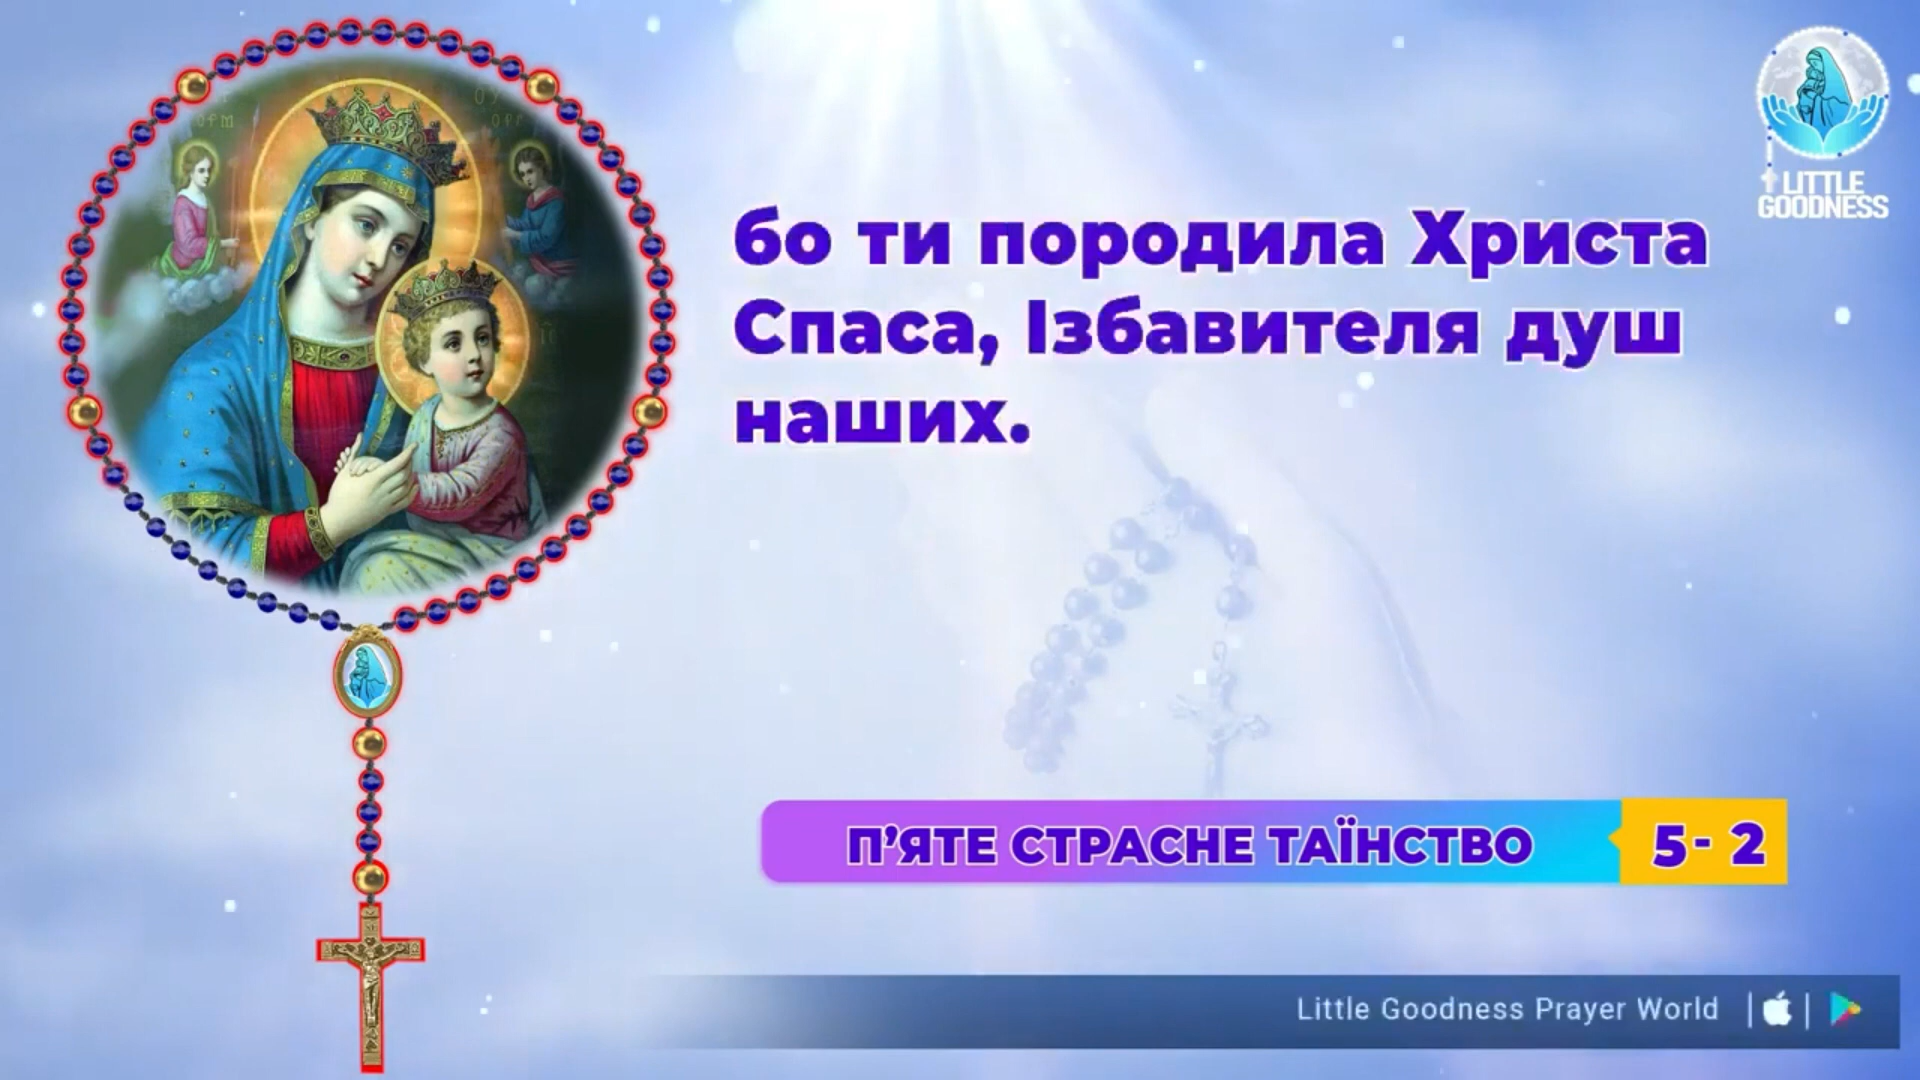 бо ти породила Христа
Спаса, Ізбавителя душ
наших.
П’ЯТЕ СТРАСНЕ ТАЇНСТВО
5- 2
LITTLE
GOODNESS
Little Goodness Prayer World